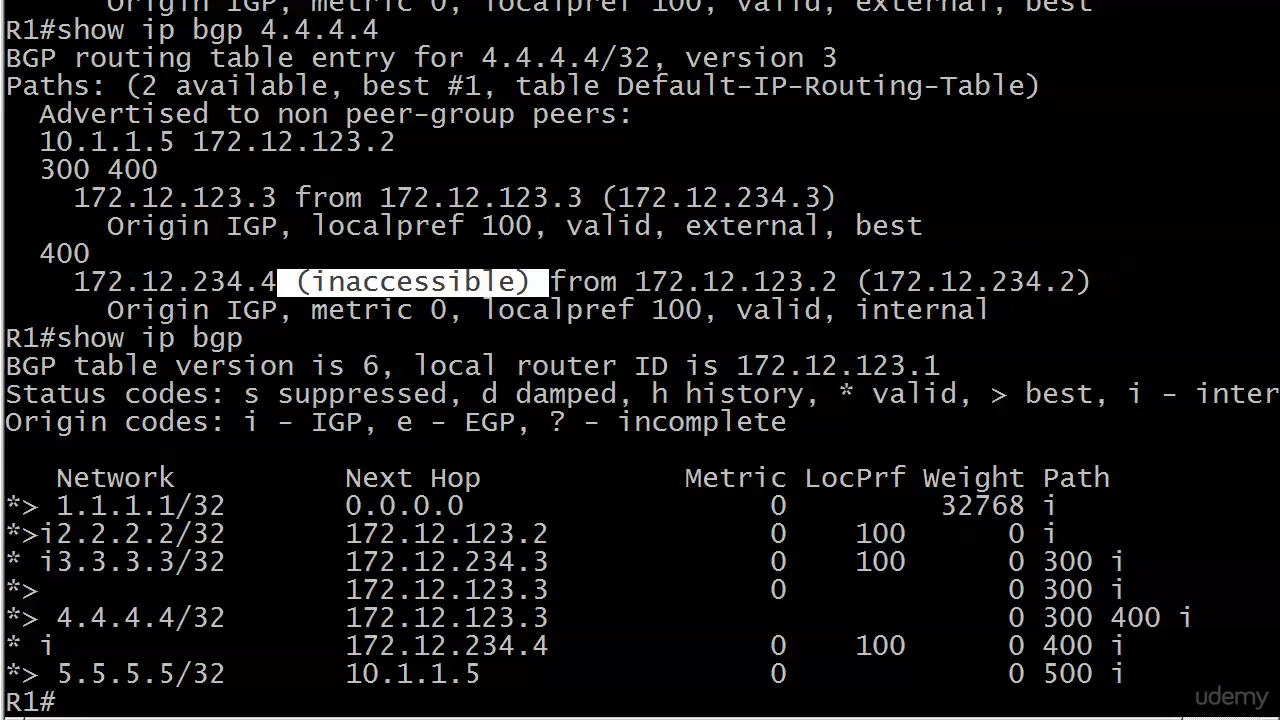 Origin IGP, metric 0, localpref 100, valid, external, best
R1#show ip bgp 4.4.4.4
BGP routing table entry for 4.4.4.4/32, version 3
Paths: (2 available, best #1, table Default-IP-Routing-Table)
  Advertised to non peer-group peers:
  10.1.1.5 172.12.123.2
  300 400
    172.12.123.3 from 172.12.123.3 (172.12.234.3)
      Origin IGP, localpref 100, valid, external, best
  400
    172.12.234.4 (inaccessible) from 172.12.123.2 (172.12.234.2)
      Origin IGP, metric 0, localpref 100, valid, internal
R1#show ip bgp
BGP table version is 6, local router ID is 172.12.123.1
Status codes: s suppressed, d damped, h history, * valid, > best, i - inter
Origin codes: i - IGP, e - EGP, ? - incomplete
   Network          Next Hop            Metric LocPrf Weight Path
*> 1.1.1.1/32       0.0.0.0                  0         32768 i
*>i2.2.2.2/32       172.12.123.2             0    100      0 i
* i3.3.3.3/32       172.12.234.3             0    100      0 300 i
*>                  172.12.123.3             0             0 300 i
*> 4.4.4.4/32       172.12.123.3                           0 300 400 i
* i                 172.12.234.4             0    100      0 400 i
*> 5.5.5.5/32       10.1.1.5                 0             0 500 i
R1#
udemy